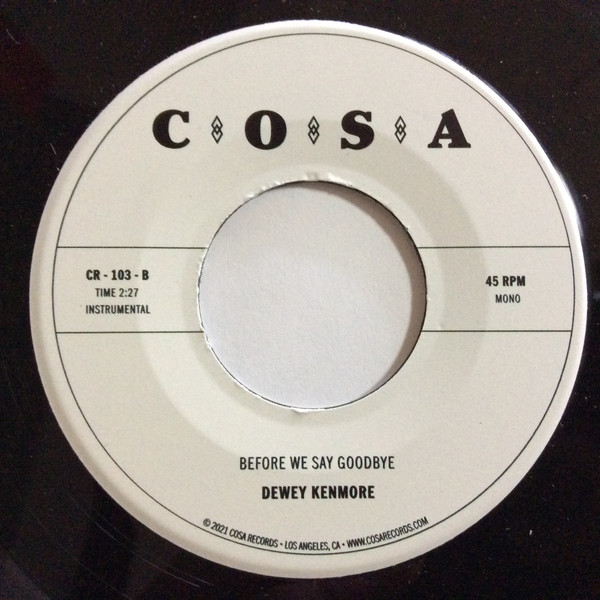 COSA
CR - 103 - B
TIME 2:27
INSTRUMENTAL
45 RPM
MONO
BEFORE WE SAY GOODBYE
DEWEY KENMORE
© 2021 COSA RECORDS • LOS ANGELES, CA • WWW.COSARECORDS.COM